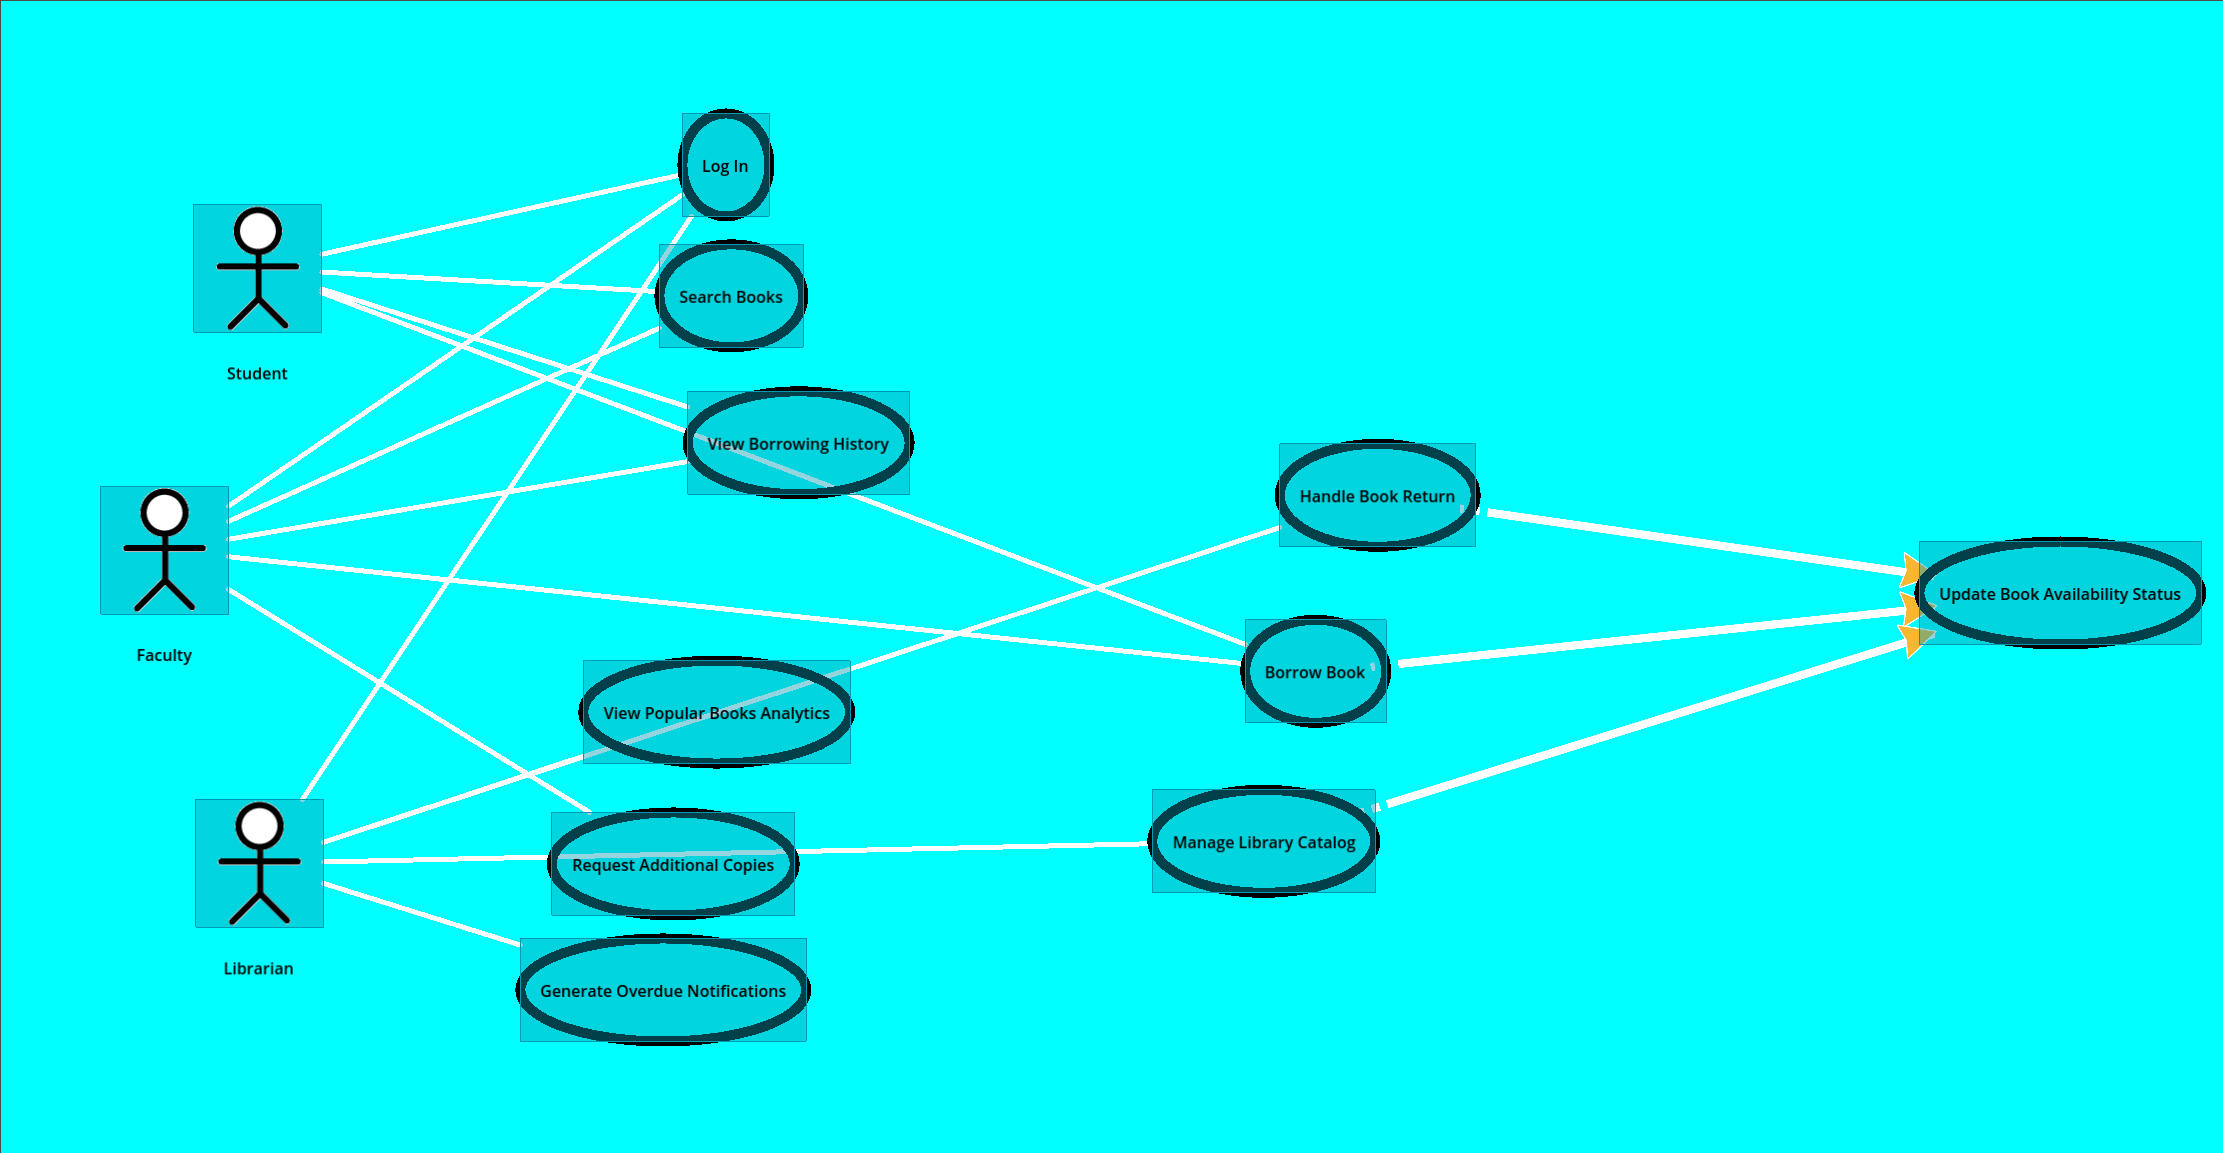 Log In
Search Books
Student
View Borrowing History
Handle Book Return
Update Book Availability Status
Faculty
Borrow Book
View Popular Books Analytics
Manage Library Catalog
Request Additional Copies
Librarian
Generate Overdue Notifications